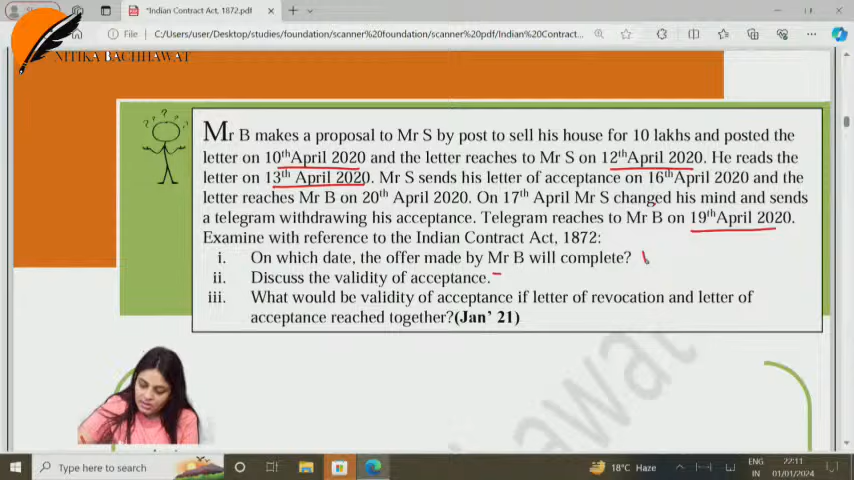 "Indian Contract Act, 1872.pdf
File
C:/Users/user/Desktop/studies/foundation/scanner%20foundation/scanner%20pdf/Indian%20Contract...
NITIKA BACHHAWAT
Mr B makes a proposal to Mr S by post to sell his house for 10 lakhs and posted the
letter on 10th April 2020 and the letter reaches to Mr S on 12th April 2020. He reads the
letter on 13th April 2020. Mr S sends his letter of acceptance on 16th April 2020 and the
letter reaches Mr B on 20th April 2020. On 17th April Mr S changed his mind and sends
a telegram withdrawing his acceptance. Telegram reaches to Mr B on 19th April 2020.
Examine with reference to the Indian Contract Act, 1872:
i. On which date, the offer made by Mr B will complete?
ii. Discuss the validity of acceptance.
iii. What would be validity of acceptance if letter of revocation and letter of
acceptance reached together?(Jan' 21)
Type here to search
18°C Haze
ENG
IN
22:11
01/01/2024